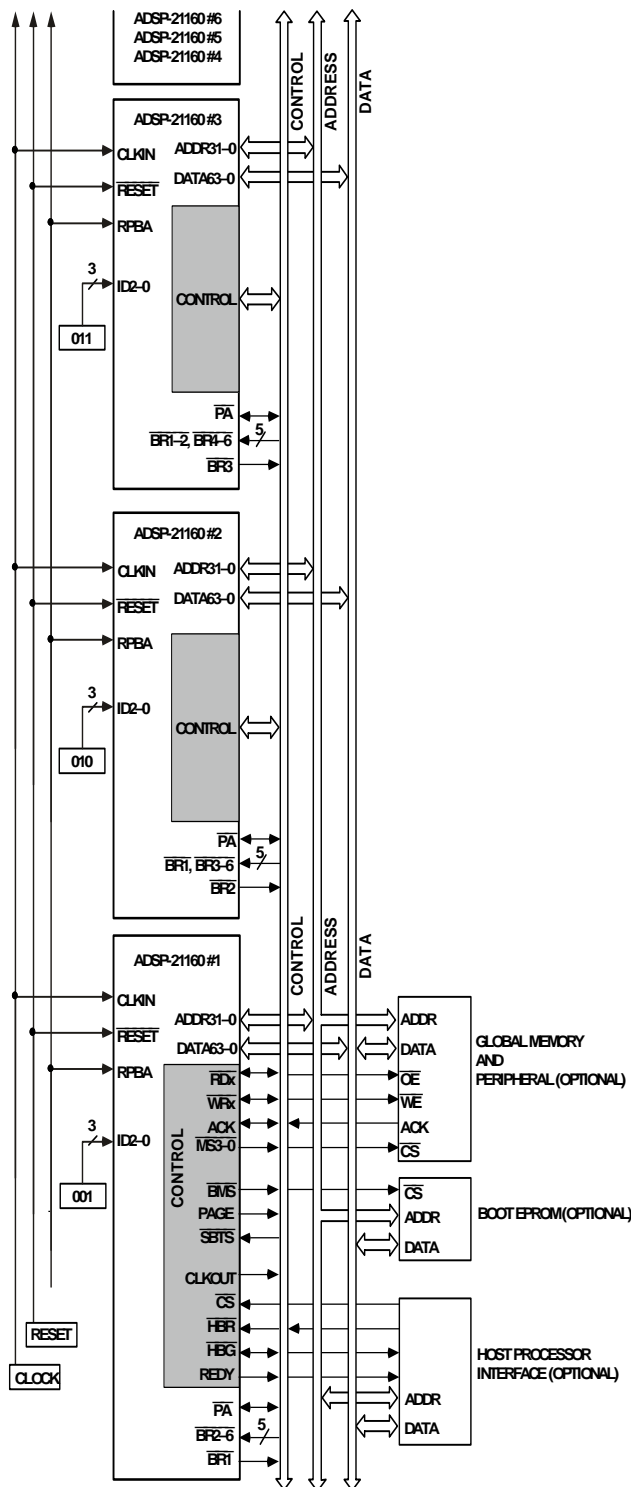 ADSP-21160 #6
ADSP-21160 #5
ADSP-21160 #4
CONTROL
ADDRESS
DATA
ADSP-21160 #3
CLKIN
ADDR31–0
RESET
DATA63–0
RPBA
3
ID2–0
CONTROL
011
PA
BR1–2, BR4–6
5
BR3
ADSP-21160 #2
CLKIN
ADDR31–0
RESET
DATA63–0
RPBA
3
ID2–0
CONTROL
010
PA
BR1, BR3–6
5
BR2
CONTROL
ADDRESS
DATA
ADSP-21160 #1
CLKIN
ADDR31–0
RESET
DATA63–0
RPBA
3
ID2–0
001
CONTROL
RDx
WRx
ACK
MS3–0
BMS
PAGE
SBTS
CLKOUT
CS
HBR
HBG
REDY
PA
BR2–6
5
BR1
RESET
CLOCK
ADDR
DATA
OE
WE
ACK
CS
GLOBAL MEMORY
AND
PERIPHERAL (OPTIONAL)
CS
ADDR
DATA
BOOT EPROM (OPTIONAL)
ADDR
DATA
HOST PROCESSOR
INTERFACE (OPTIONAL)